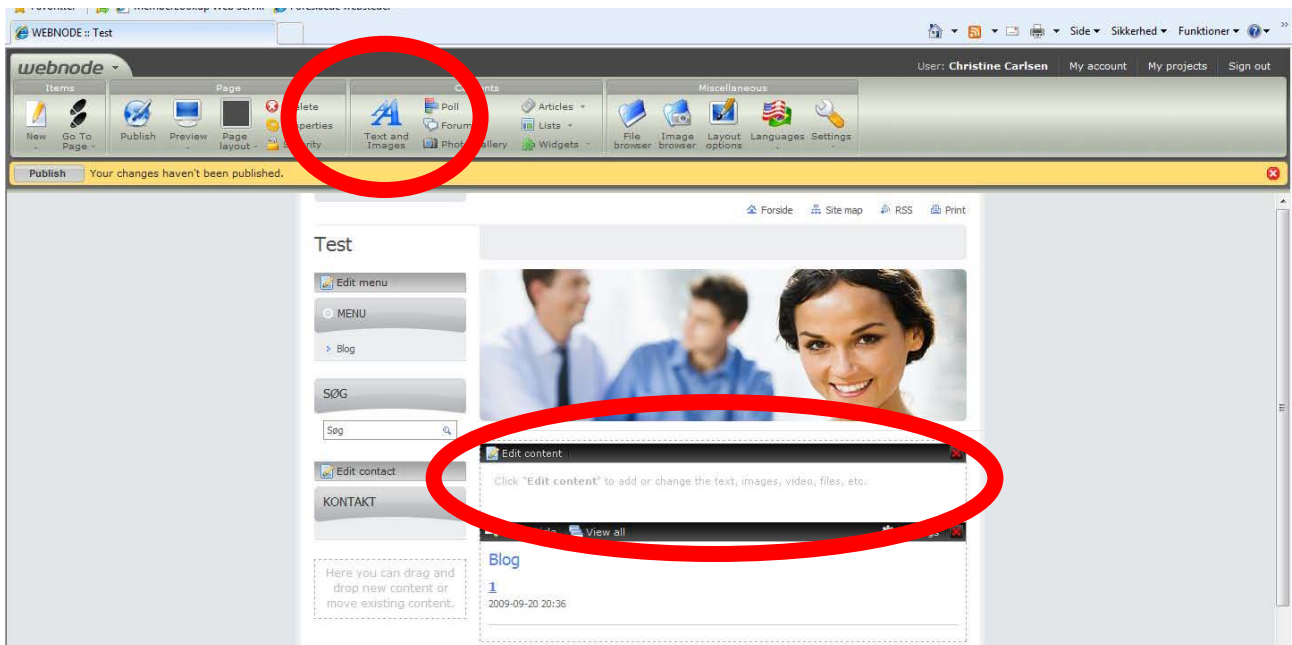 WEBNODE :: Test
Side Sikkerhed Funktioner
webnode
User: Christine Carlsen My account My projects Sign out
Items Page Miscellaneous
New Go To Page Publish Preview Page layout
Text and Images Poll Forum Articles Lists Widgets
File browser Image browser Layout options Languages Settings
Publish Your changes haven't been published.
Forside Site map RSS Print
Test
Edit menu
MENU
Blog
SØG
Søg
Edit contact
KONTAKT
Here you can drag and
drop new content or
move existing content.
Edit content
Click "Edit content" to add or change the text, images, video, files, etc.
View all
Blog
1
2009-09-20 20:36